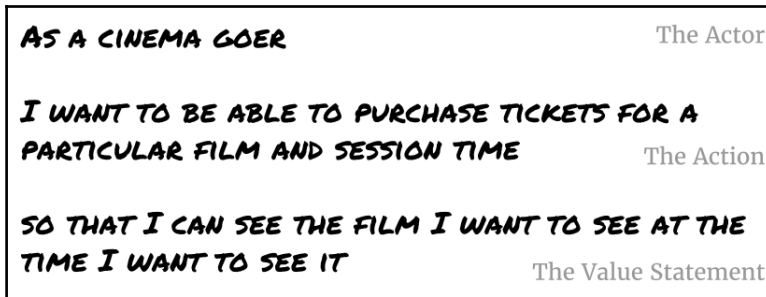 As a cinema goer
The Actor
I want to be able to purchase tickets for a
particular film and session time
The Action
so that I can see the film I want to see at the
time I want to see it
The Value Statement